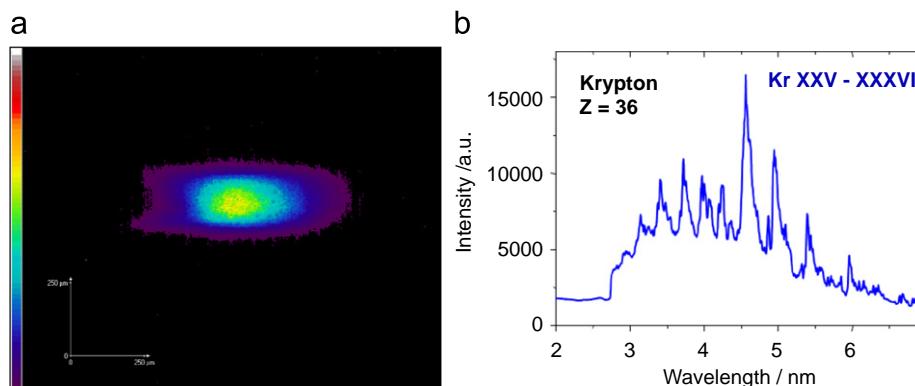 a
250 µm
0
0
250 µm
b
Krypton
Z = 36
Kr XXV - XXXVI
Intensity /a.u.
15000
10000
5000
0
2 3 4 5 6
Wavelength / nm